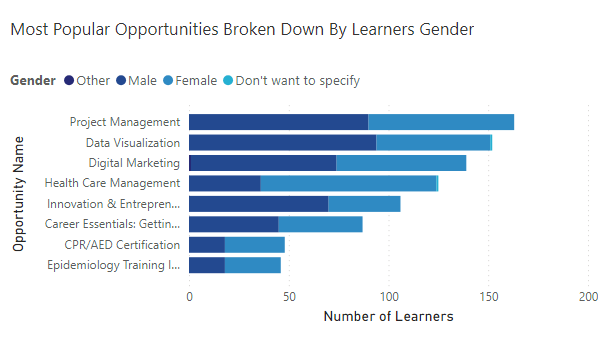 Most Popular Opportunities Broken Down By Learners Gender
Gender Other Male Female Don't want to specify
Opportunity Name
Project Management
Data Visualization
Digital Marketing
Health Care Management
Innovation & Entrepren...
Career Essentials: Gettin...
CPR/AED Certification
Epidemiology Training I...
0 50 100 150 200
Number of Learners